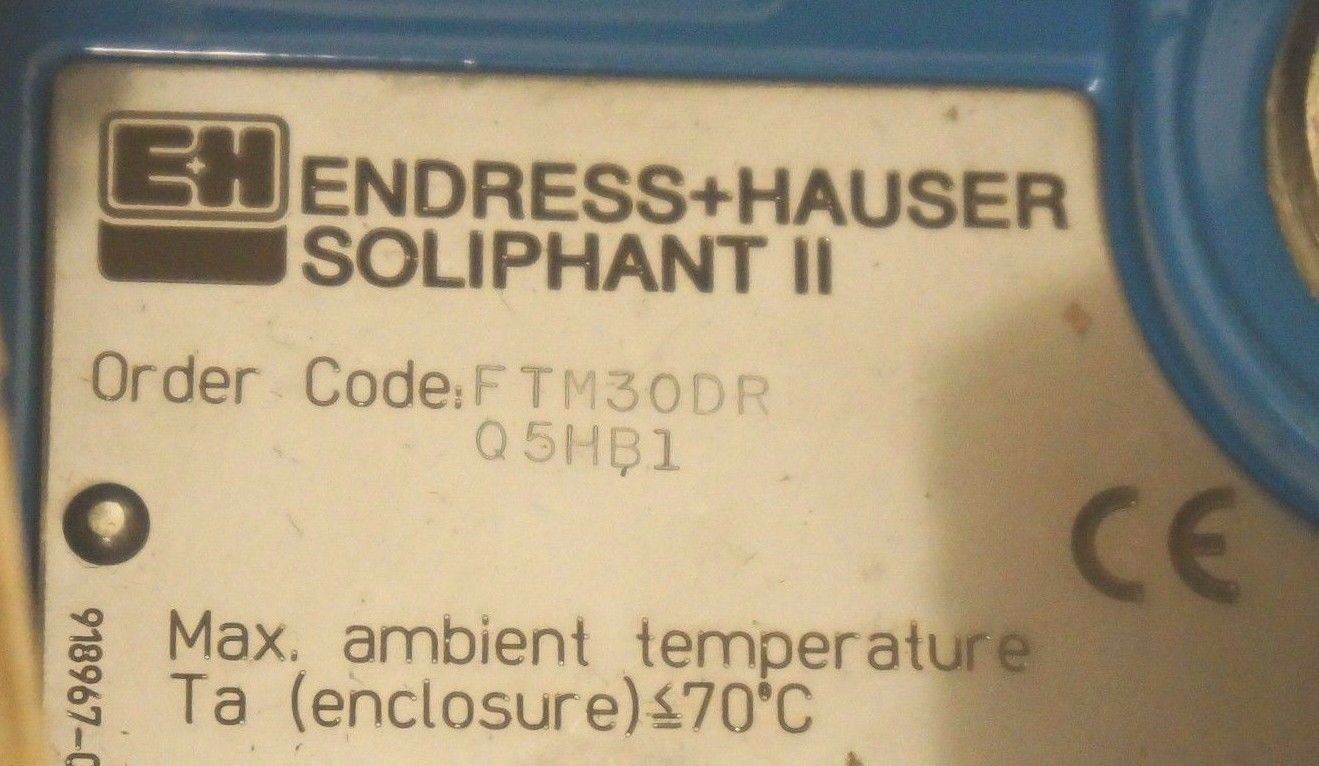 E+H ENDRESS+HAUSER
SOLIPHANT II
Order Code:FTM30DR
Q5HB1
CE
Max. ambient temperature
Ta (enclosure)≤70°C
918967-0